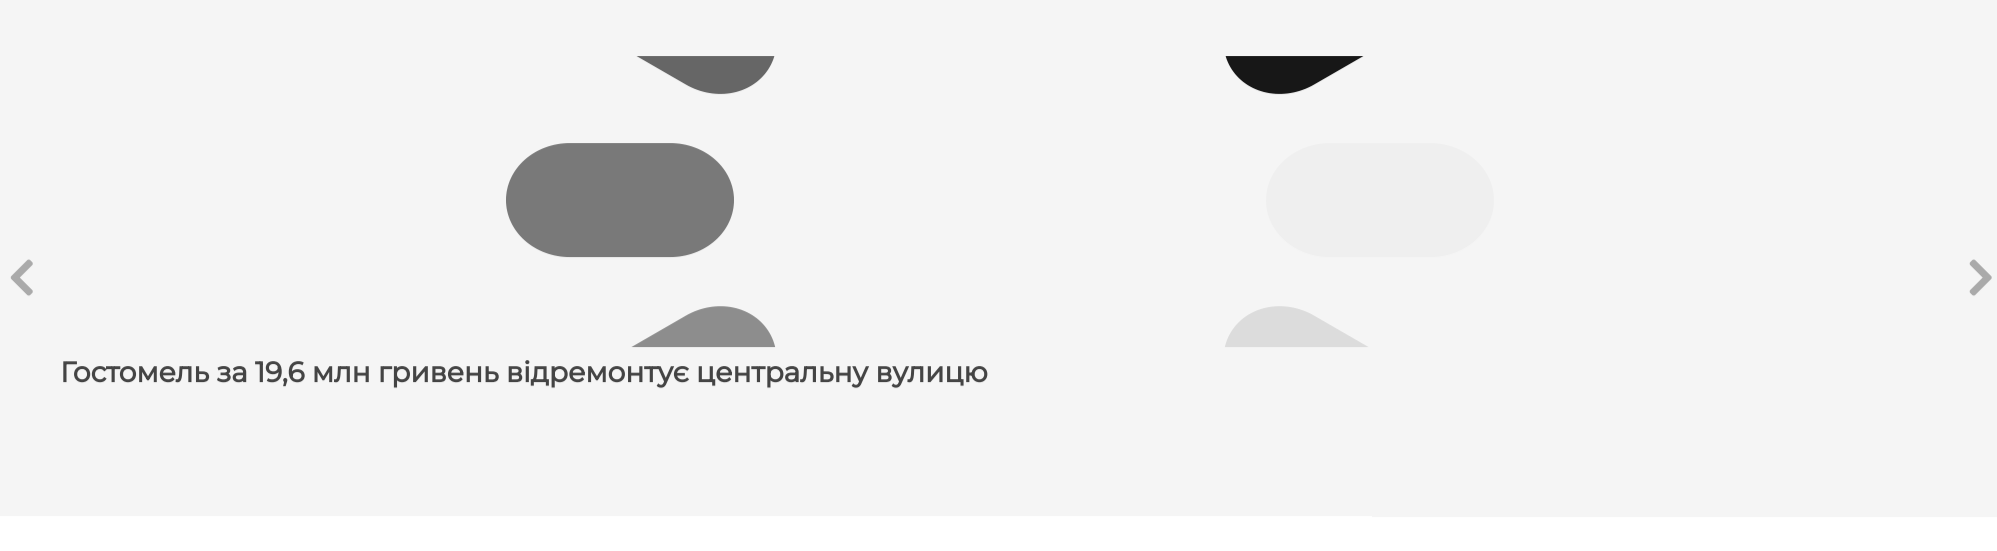 Гостомель за 19,6 млн гривень відремонтує центральну вулицю